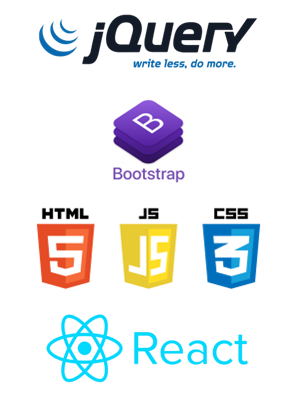 jQuery
write less, do more.
B
Bootstrap
HTML JS CSS
5 JS 3
React